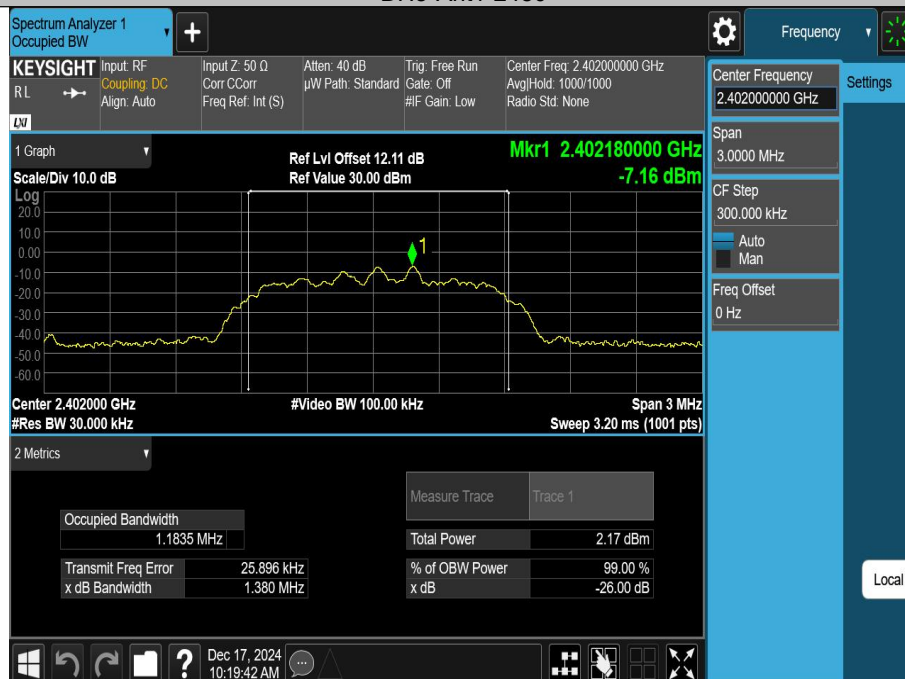 Spectrum Analyzer 1
Occupied BW
+
Frequency
KEYSIGHT
RL
LXI
Input: RF
Coupling: DC
Align: Auto
Input Z: 50 Ω
Corr CCorr
Freq Ref: Int (S)
Atten: 40 dB
µW Path: Standard
Trig: Free Run
Gate: Off
#IF Gain: Low
Center Freq: 2.402000000 GHz
Avg|Hold: 1000/1000
Radio Std: None
Center Frequency
2.402000000 GHz
Settings
Span
3.0000 MHz
CF Step
300.000 kHz
Auto
Man
Freq Offset
0 Hz
Local
1 Graph
Scale/Div 10.0 dB
Ref Lvl Offset 12.11 dB
Ref Value 30.00 dBm
Mkr1 2.402180000 GHz
-7.16 dBm
Log
20.0
10.0
0.00
-10.0
-20.0
-30.0
-40.0
-50.0
-60.0
1
Center 2.402000 GHz
#Video BW 100.00 kHz
Span 3 MHz
#Res BW 30.000 kHz
Sweep 3.20 ms (1001 pts)
2 Metrics
Measure Trace Trace 1
Occupied Bandwidth
1.1835 MHz
Total Power 2.17 dBm
Transmit Freq Error 25.896 kHz
% of OBW Power 99.00 %
x dB Bandwidth 1.380 MHz
x dB -26.00 dB
?
Dec 17, 2024
10:19:42 AM